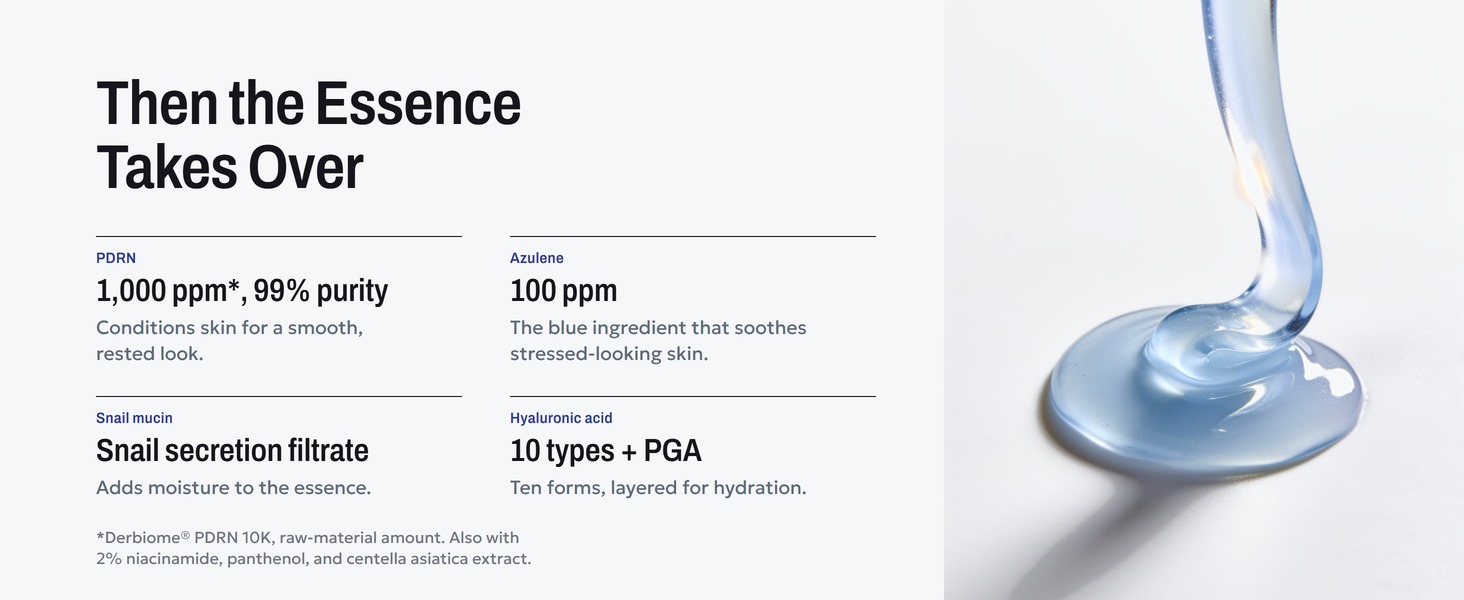 Then the Essence
Takes Over
PDRN
1,000 ppm*, 99% purity
Conditions skin for a smooth,
rested look.
Azulene
100 ppm
The blue ingredient that soothes
stressed-looking skin.
Snail mucin
Snail secretion filtrate
Adds moisture to the essence.
Hyaluronic acid
10 types + PGA
Ten forms, layered for hydration.
*Derbiome® PDRN 10K, raw-material amount. Also with
2% niacinamide, panthenol, and centella asiatica extract.